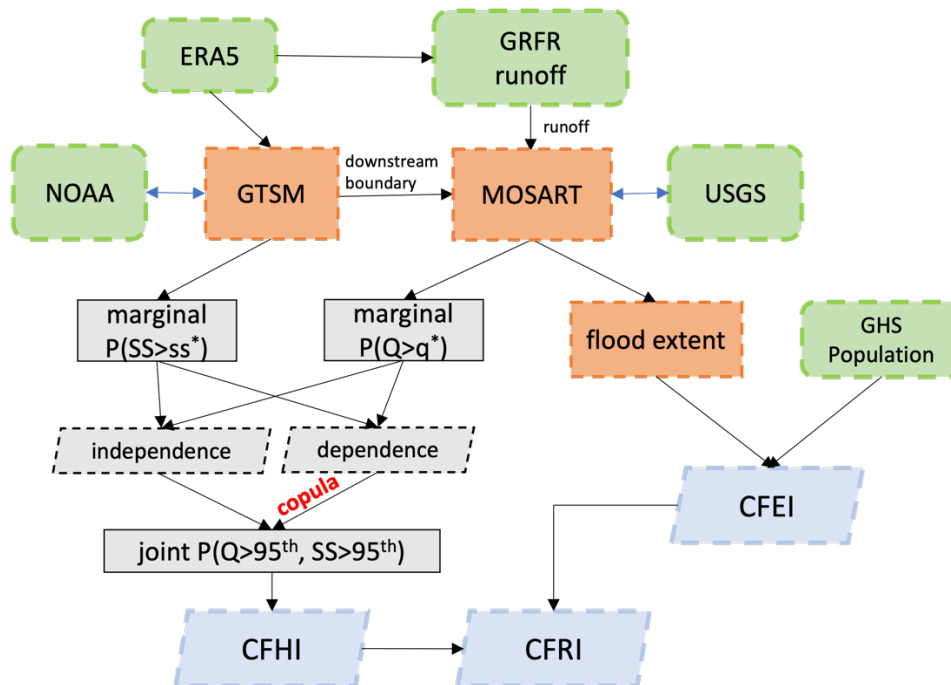 ERA5
GRFR
runoff
runoff
NOAA
GTSM
downstream
boundary
MOSART
USGS
marginal
P(SS>ss*)
marginal
P(Q>q*)
flood extent
GHS
Population
independence
dependence
copula
CFEI
joint P(Q>95th, SS>95th)
CFHI
CFRI